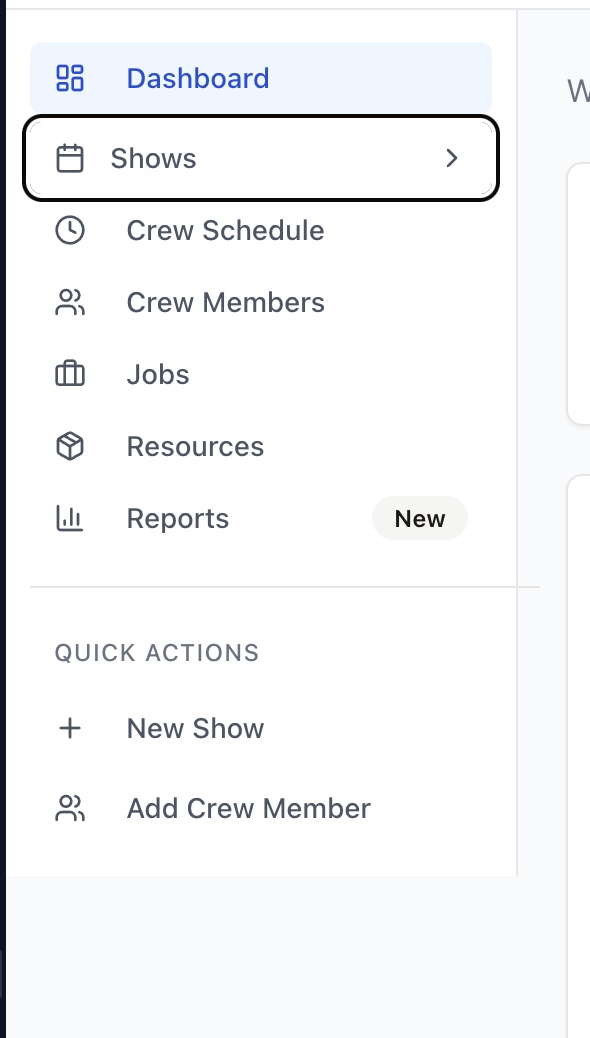 Dashboard
Shows
Crew Schedule
Crew Members
Jobs
Resources
Reports New
QUICK ACTIONS
New Show
Add Crew Member